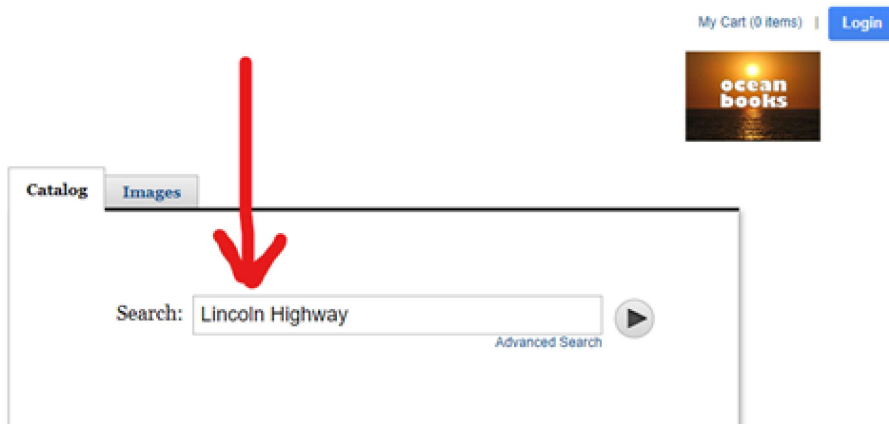 My Cart (0 items) | Login
ocean
books
Catalog Images
Search: Lincoln Highway
Advanced Search